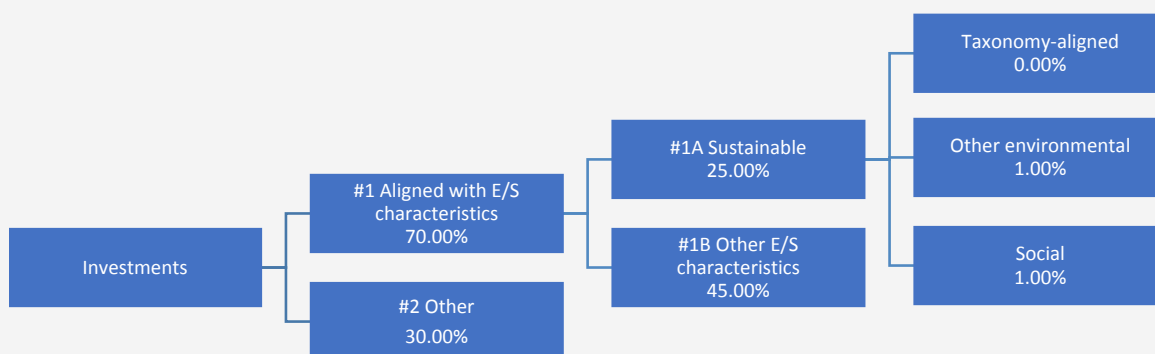 Investments
#1 Aligned with E/S
characteristics
70.00%
#2 Other
30.00%
#1A Sustainable
25.00%
#1B Other E/S
characteristics
45.00%
Taxonomy-aligned
0.00%
Other environmental
1.00%
Social
1.00%